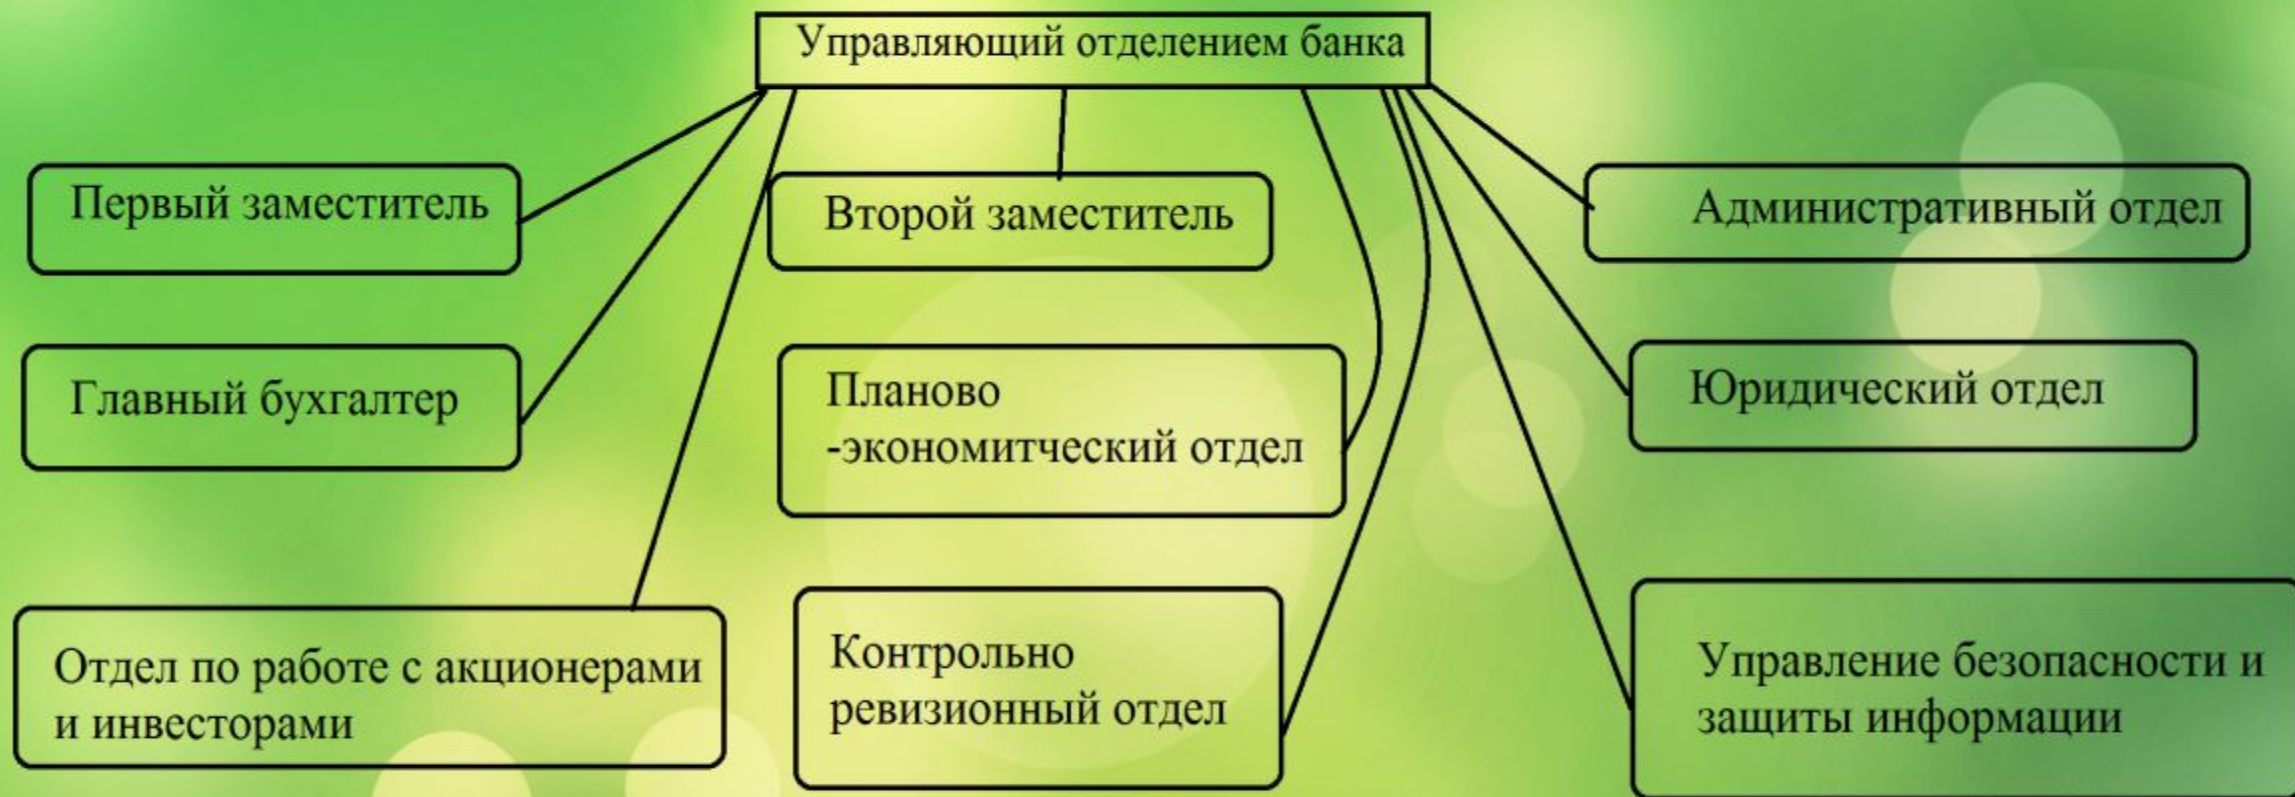 Управляющий отделением банка
Первый заместитель
Второй заместитель
Административный отдел
Главный бухгалтер
Планово
-экономитческий отдел
Юридический отдел
Отдел по работе с акционерами
и инвесторами
Контрольно
ревизионный отдел
Управление безопасности и
защиты информации